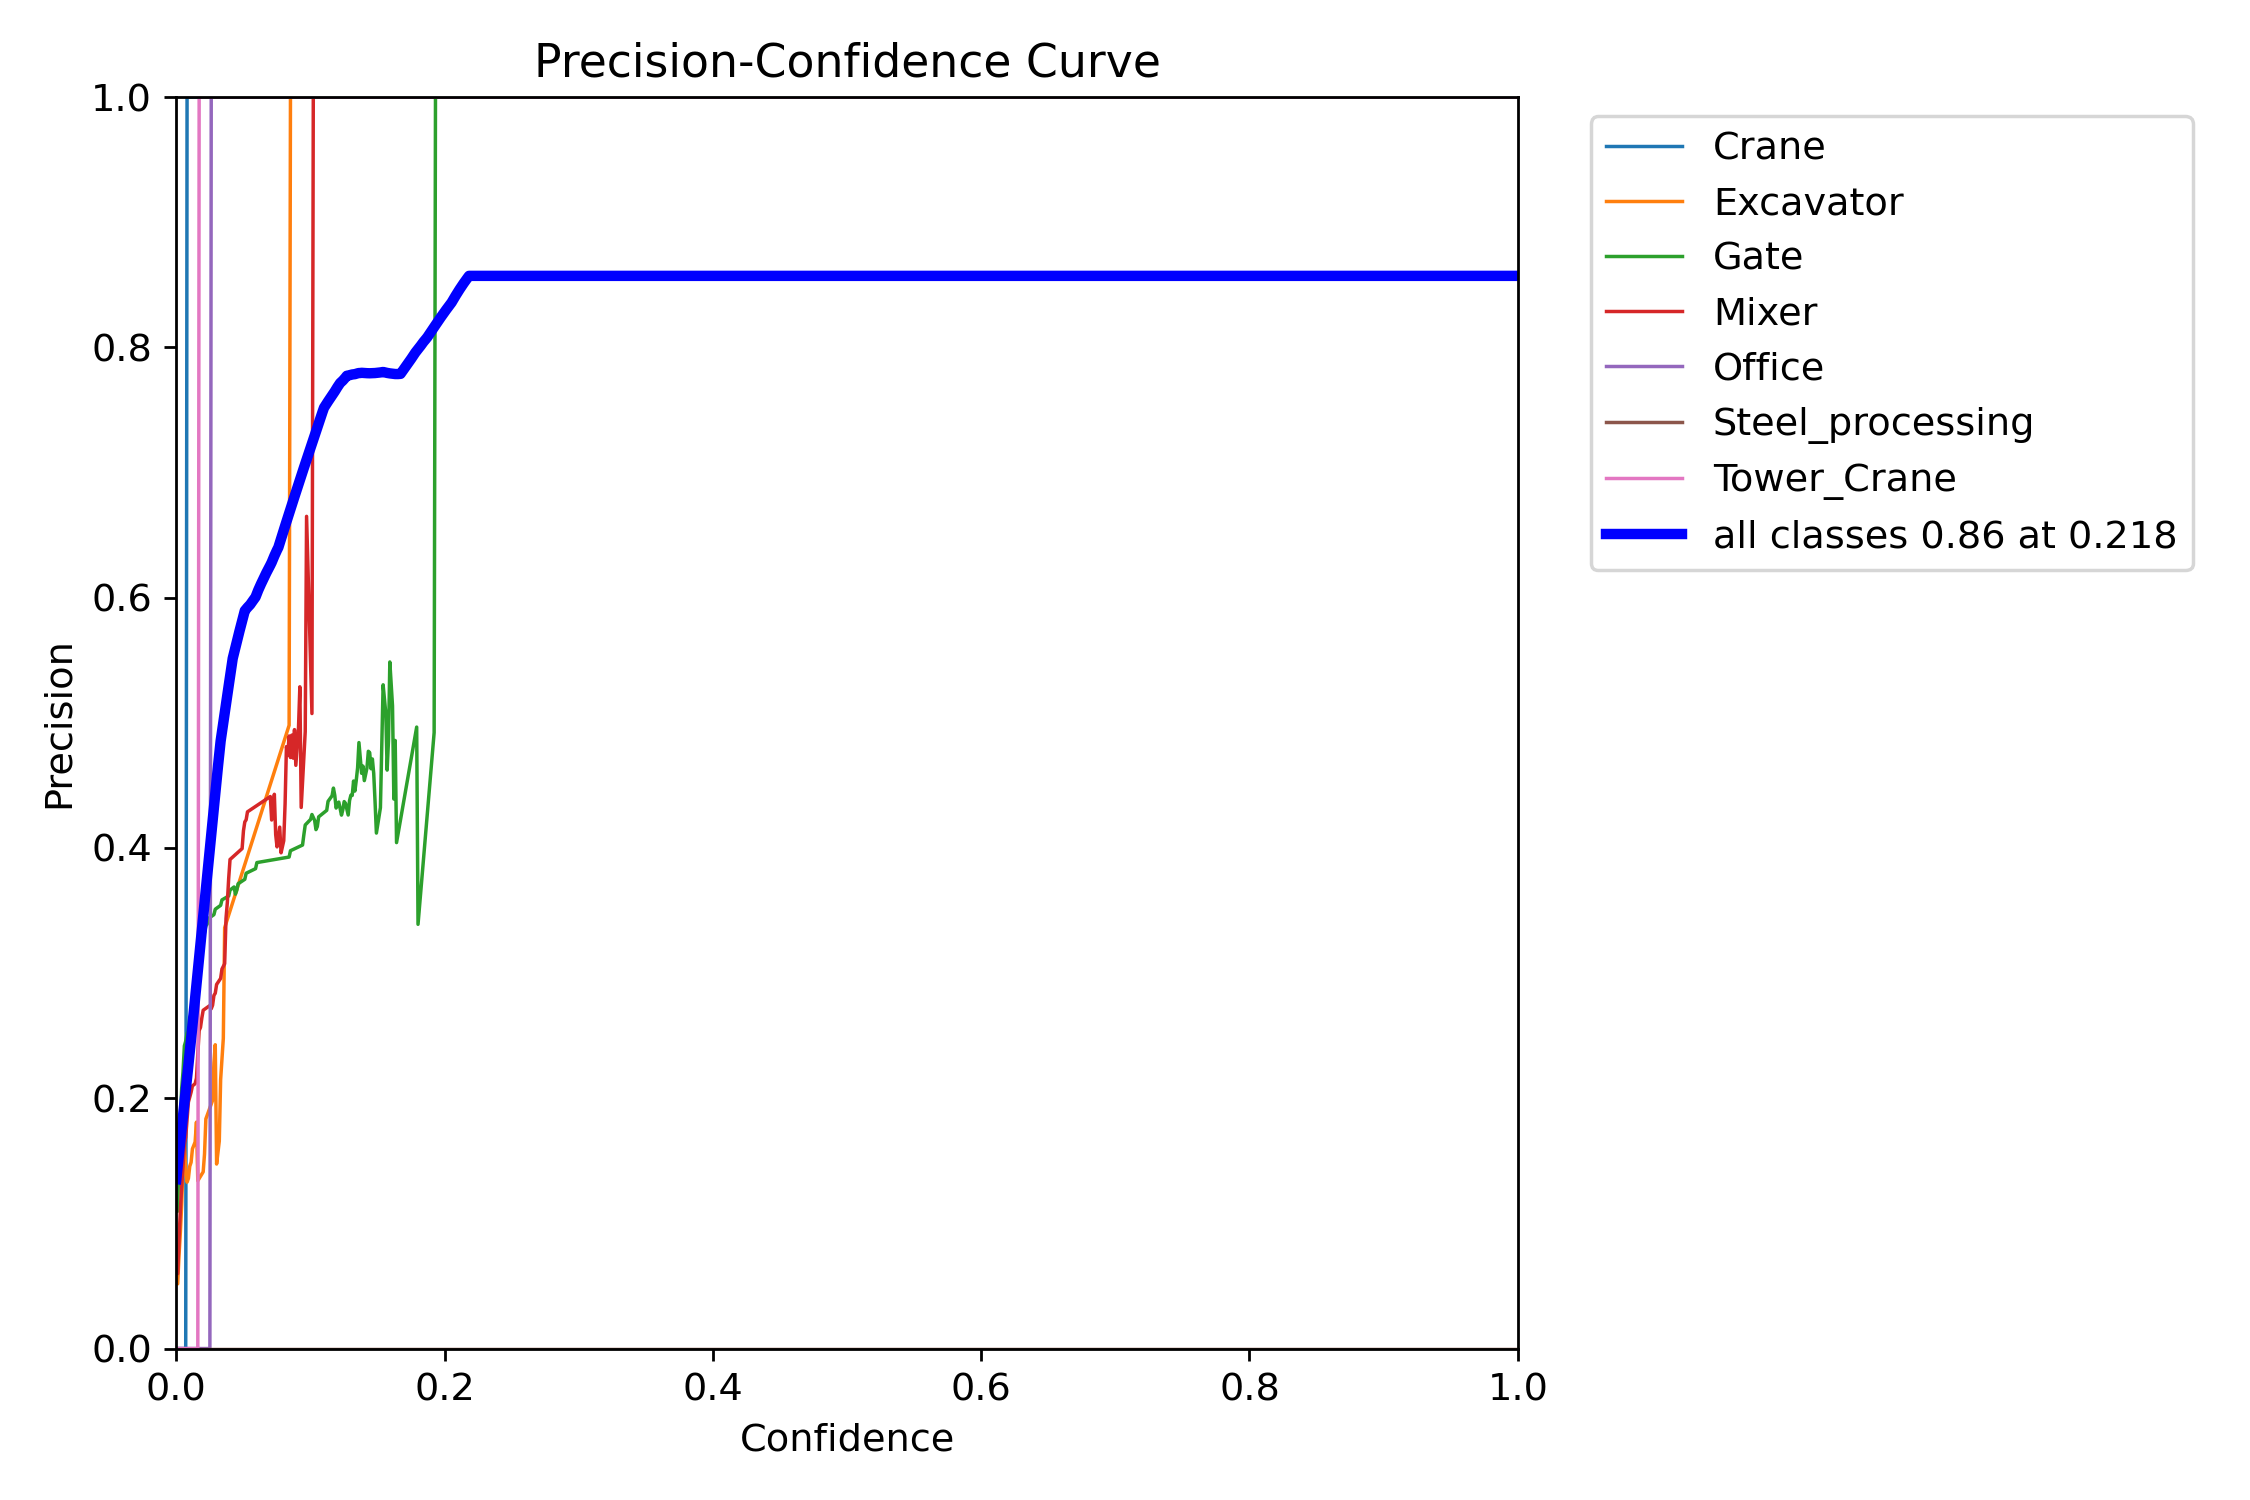 Precision-Confidence Curve
1.0
0.8
0.6
0.4
0.2
0.0
Precision
0.0 0.2 0.4 0.6 0.8 1.0
Confidence
Crane
Excavator
Gate
Mixer
Office
Steel_processing
Tower_Crane
all classes 0.86 at 0.218